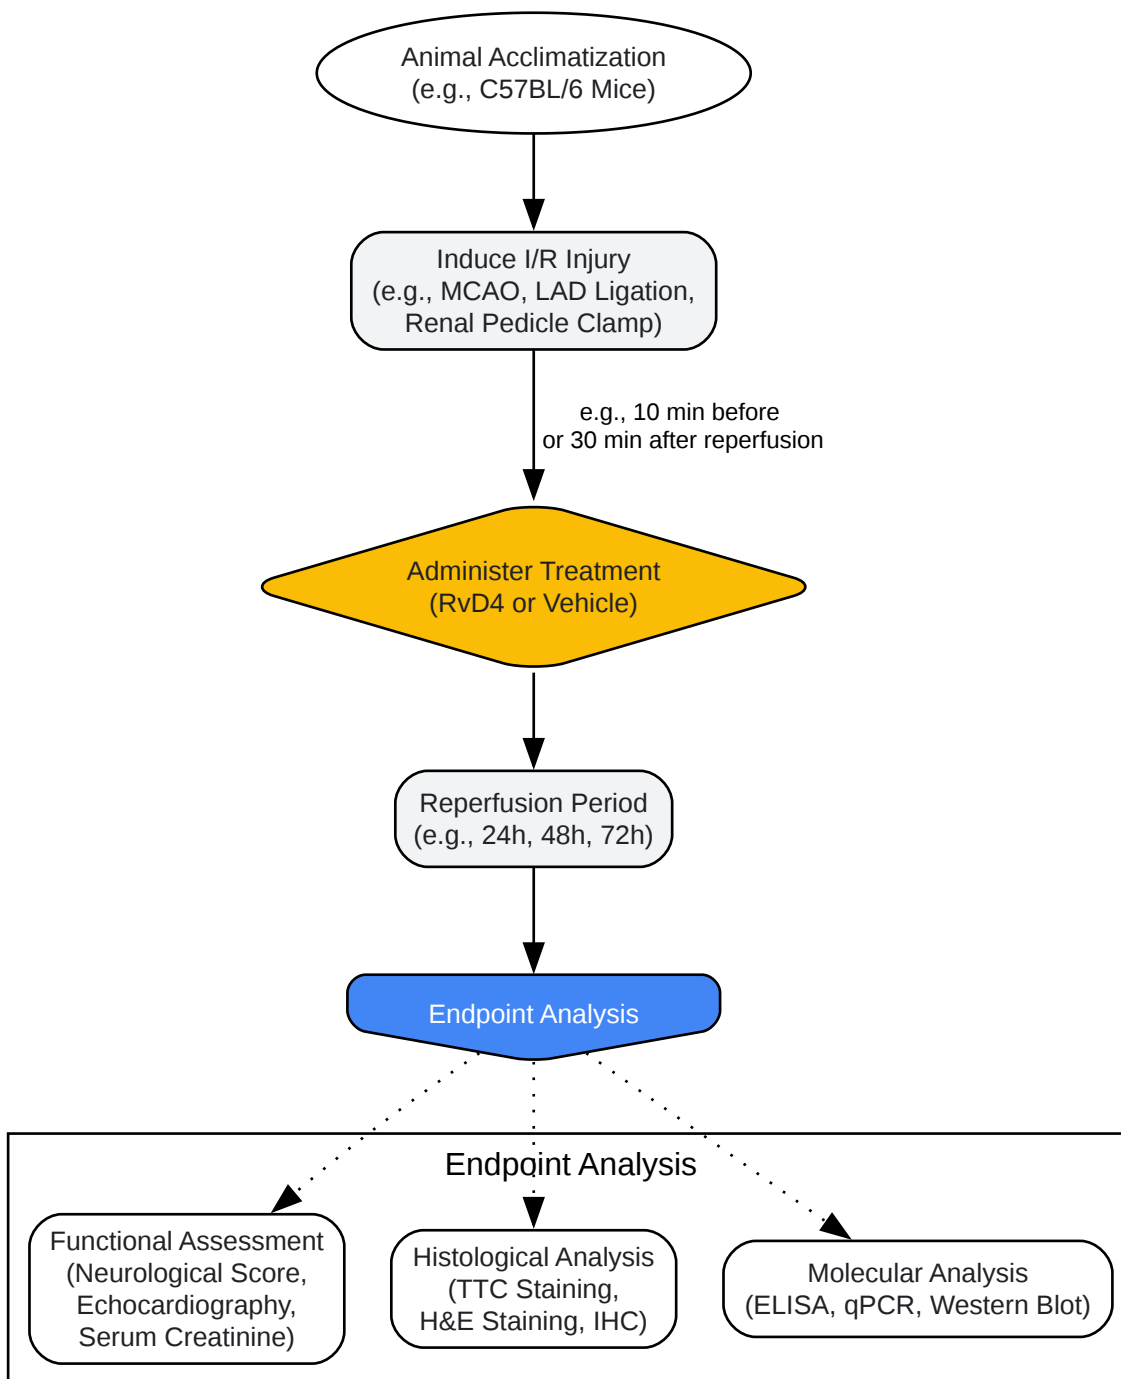 Animal Acclimatization
(e.g., C57BL/6 Mice)
Induce I/R Injury
(e.g., MCAO, LAD Ligation,
Renal Pedicle Clamp)
e.g., 10 min before
or 30 min after reperfusion
Administer Treatment
(RvD4 or Vehicle)
Reperfusion Period
(e.g., 24h, 48h, 72h)
Endpoint Analysis
Endpoint Analysis
Functional Assessment
(Neurological Score,
Echocardiography,
Serum Creatinine)
Histological Analysis
(TTC Staining,
H&E Staining, IHC)
Molecular Analysis
(ELISA, qPCR, Western Blot)